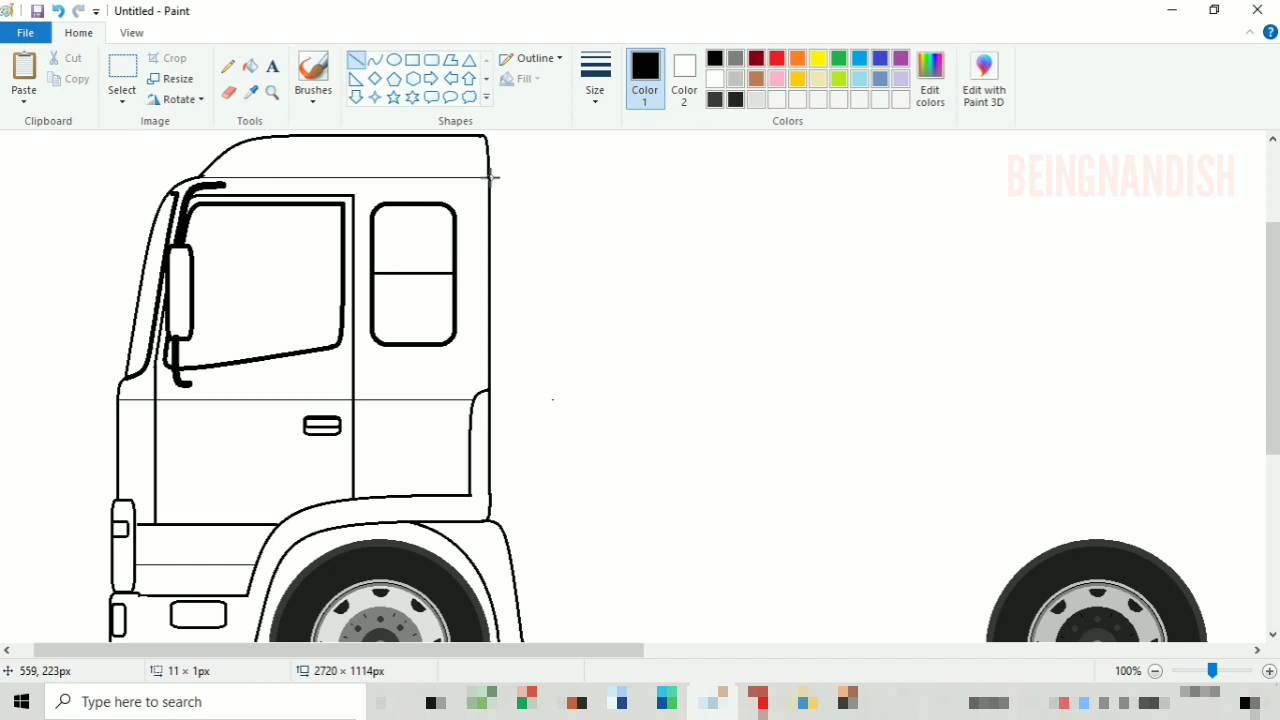 Untitled - Paint
File Home View
Paste
Cut
Copy
Clipboard
Select
Crop
Resize
Rotate
Image
A
Tools
Brushes
Outline
Fill
Shapes
Size
Color 1
Color 2
Edit colors
Colors
Edit with Paint 3D
BEINGNANDISH
559, 223px
11 × 1px
2720 × 1114px
100%
Type here to search